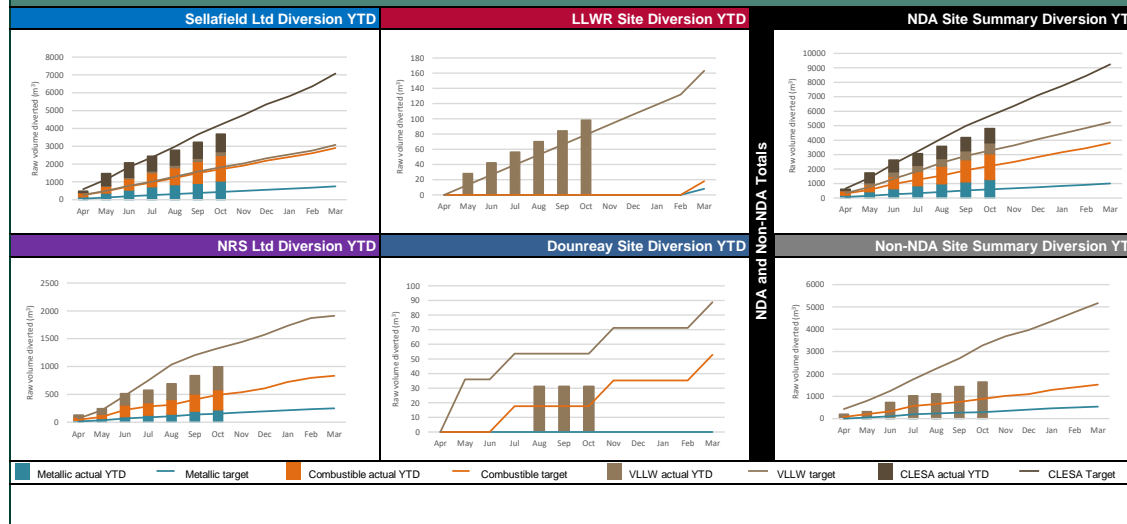 Sellafield Ltd Diversion YTD
LLWR Site Diversion YTD
NDA Site Summary Diversion YT
Raw volume diverted (m³)
8000
7000
6000
5000
4000
3000
2000
1000
0
Apr May Jun Jul Aug Sep Oct Nov Dec Jan Feb Mar
Raw volume diverted (m³)
180
160
140
120
100
80
60
40
20
0
Apr May Jun Jul Aug Sep Oct Nov Dec Jan Feb Mar
NDA and Non-NDA Totals
Raw volume diverted (m³)
10000
9000
8000
7000
6000
5000
4000
3000
2000
1000
0
Apr May Jun Jul Aug Sep Oct Nov Dec Jan Feb Mar
NRS Ltd Diversion YTD
Dounreay Site Diversion YTD
Non-NDA Site Summary Diversion YT
Raw volume diverted (m³)
2500
2000
1500
1000
500
0
Apr May Jun Jul Aug Sep Oct Nov Dec Jan Feb Mar
Raw volume diverted (m³)
100
90
80
70
60
50
40
30
20
10
0
Apr May Jun Jul Aug Sep Oct Nov Dec Jan Feb Mar
Raw volume diverted (m³)
6000
5000
4000
3000
2000
1000
0
Apr May Jun Jul Aug Sep Oct Nov Dec Jan Feb Mar
Metallic actual YTD Metallic target Combustible actual YTD Combustible target VLLW actual YTD VLLW target CLESA actual YTD CLESA Target